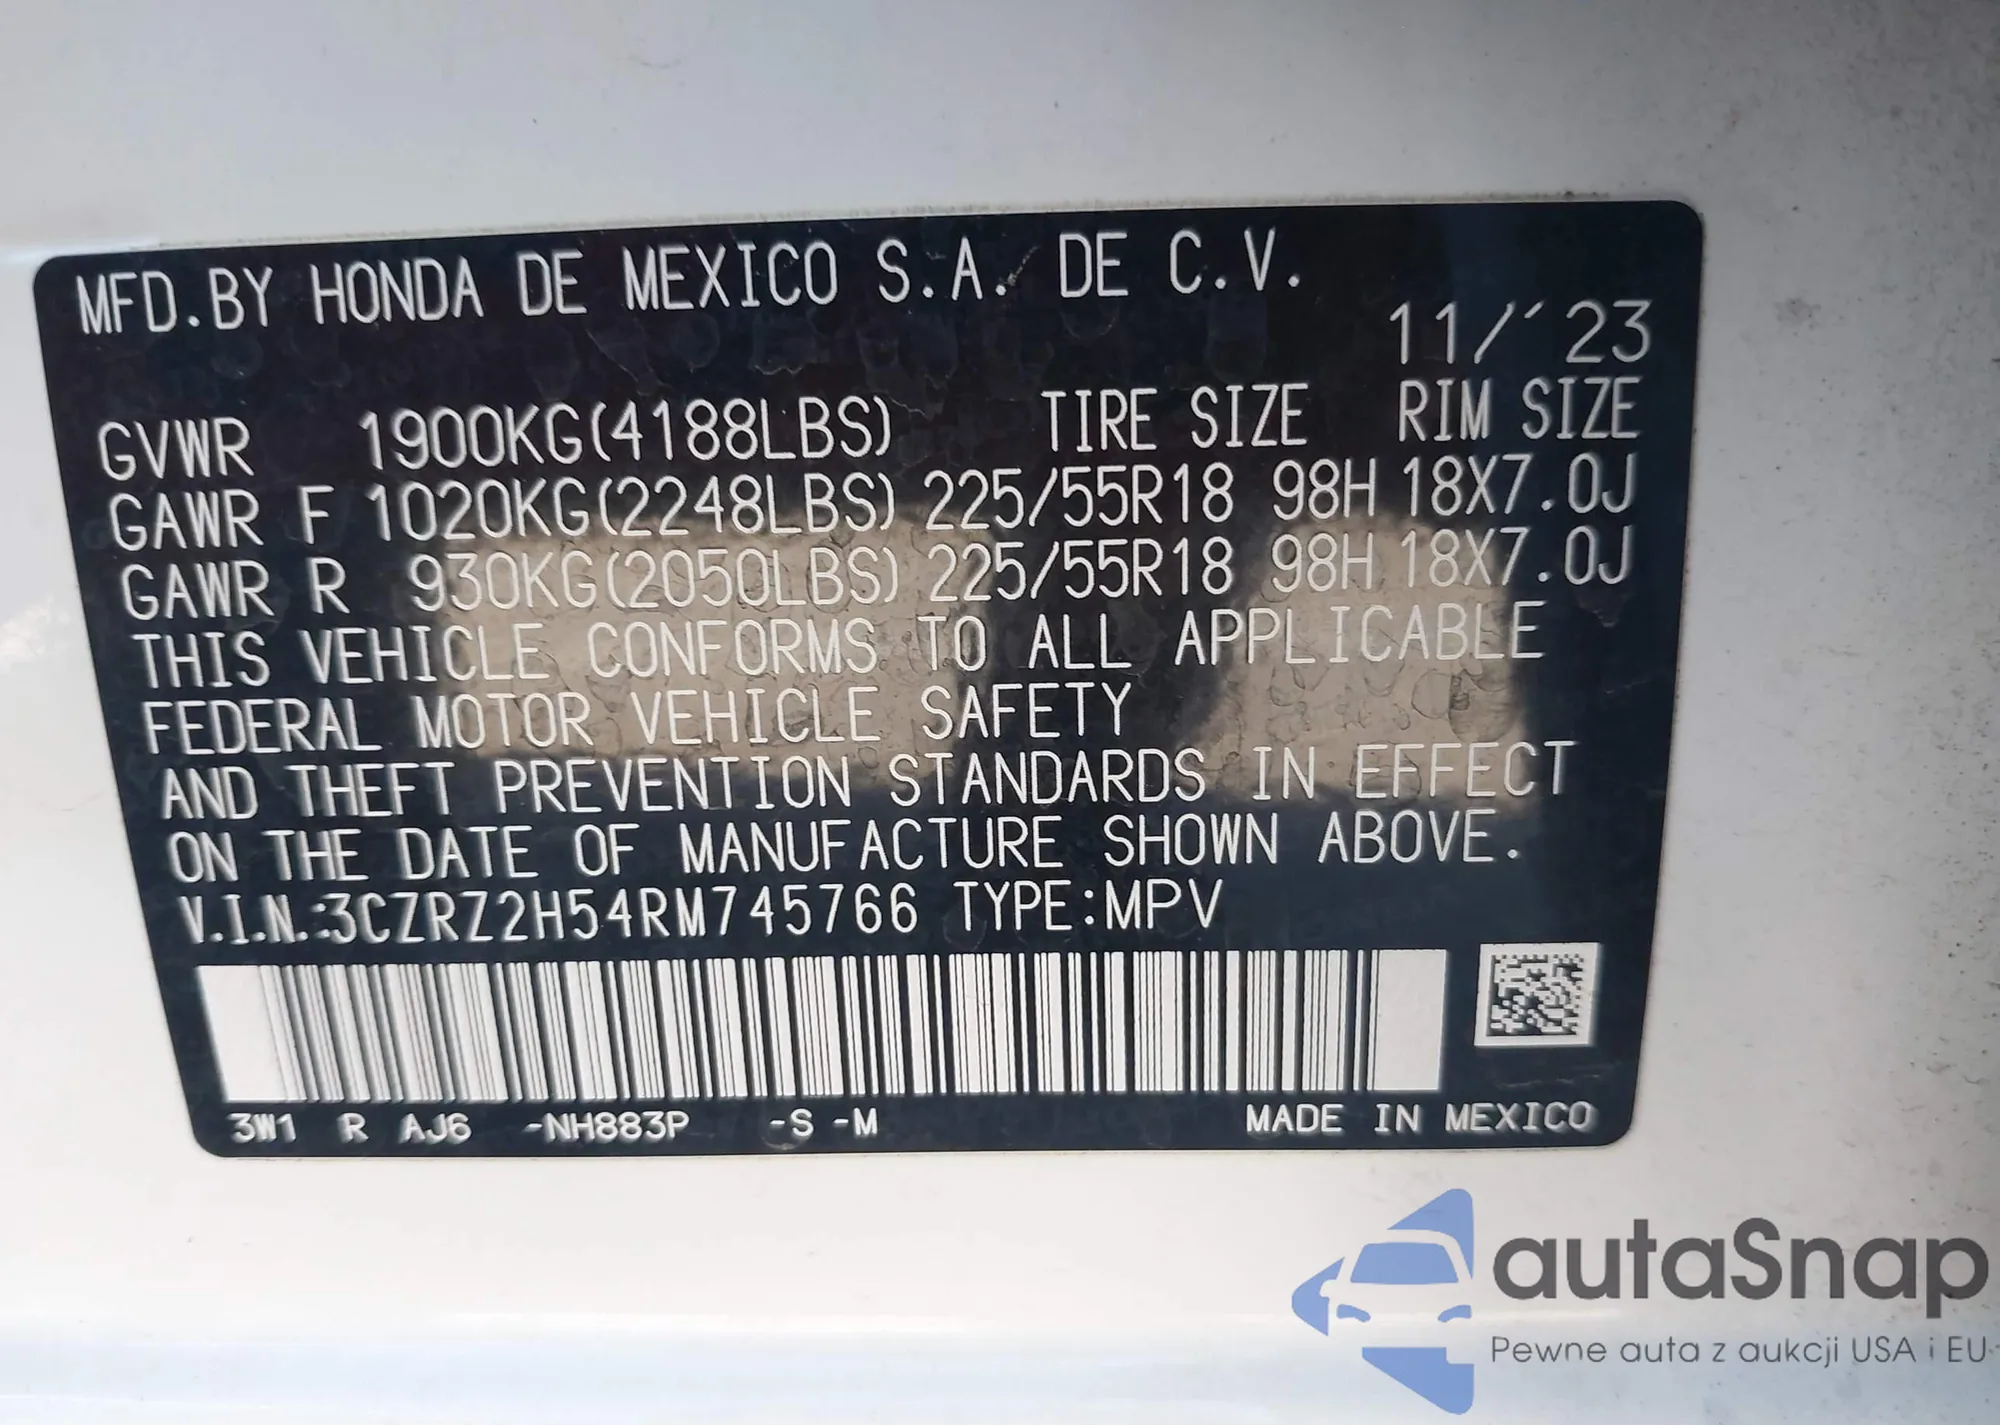 MFD.BY HONDA DE MEXICO S.A. DE C.V.
11/'23
GVWR 1900KG(4188LBS) TIRE SIZE RIM SIZE
GAWR F 1020KG(2248LBS) 225/55R18 98H 18X7.0J
GAWR R 930KG(2050LBS) 225/55R18 98H 18X7.0J
THIS VEHICLE CONFORMS TO ALL APPLICABLE
FEDERAL MOTOR VEHICLE SAFETY
AND THEFT PREVENTION STANDARDS IN EFFECT
ON THE DATE OF MANUFACTURE SHOWN ABOVE.
V.I.N.:3CZRZ2H54RM745766 TYPE:MPV
3W1 R AJ6 -NH883P -S -M MADE IN MEXICO
autaSnap
Pewne auta z aukcji USA i EU